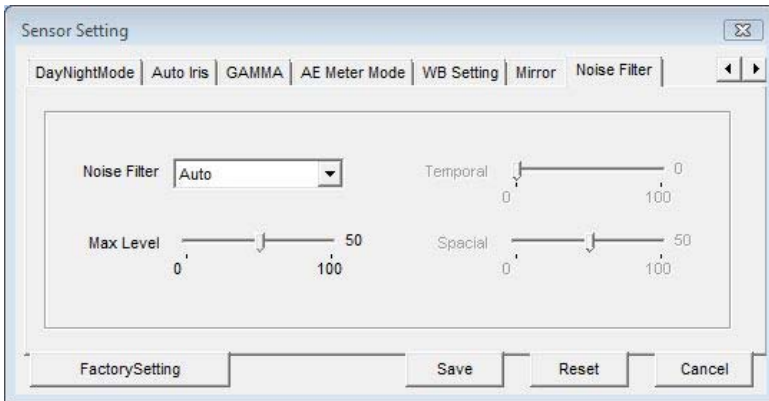 Sensor Setting
DayNightMode Auto Iris GAMMA AE Meter Mode WB Setting Mirror Noise Filter
Noise Filter Auto Temporal 0
0 100
Max Level 50 Spacial 50
0 100 0 100
FactorySetting Save Reset Cancel